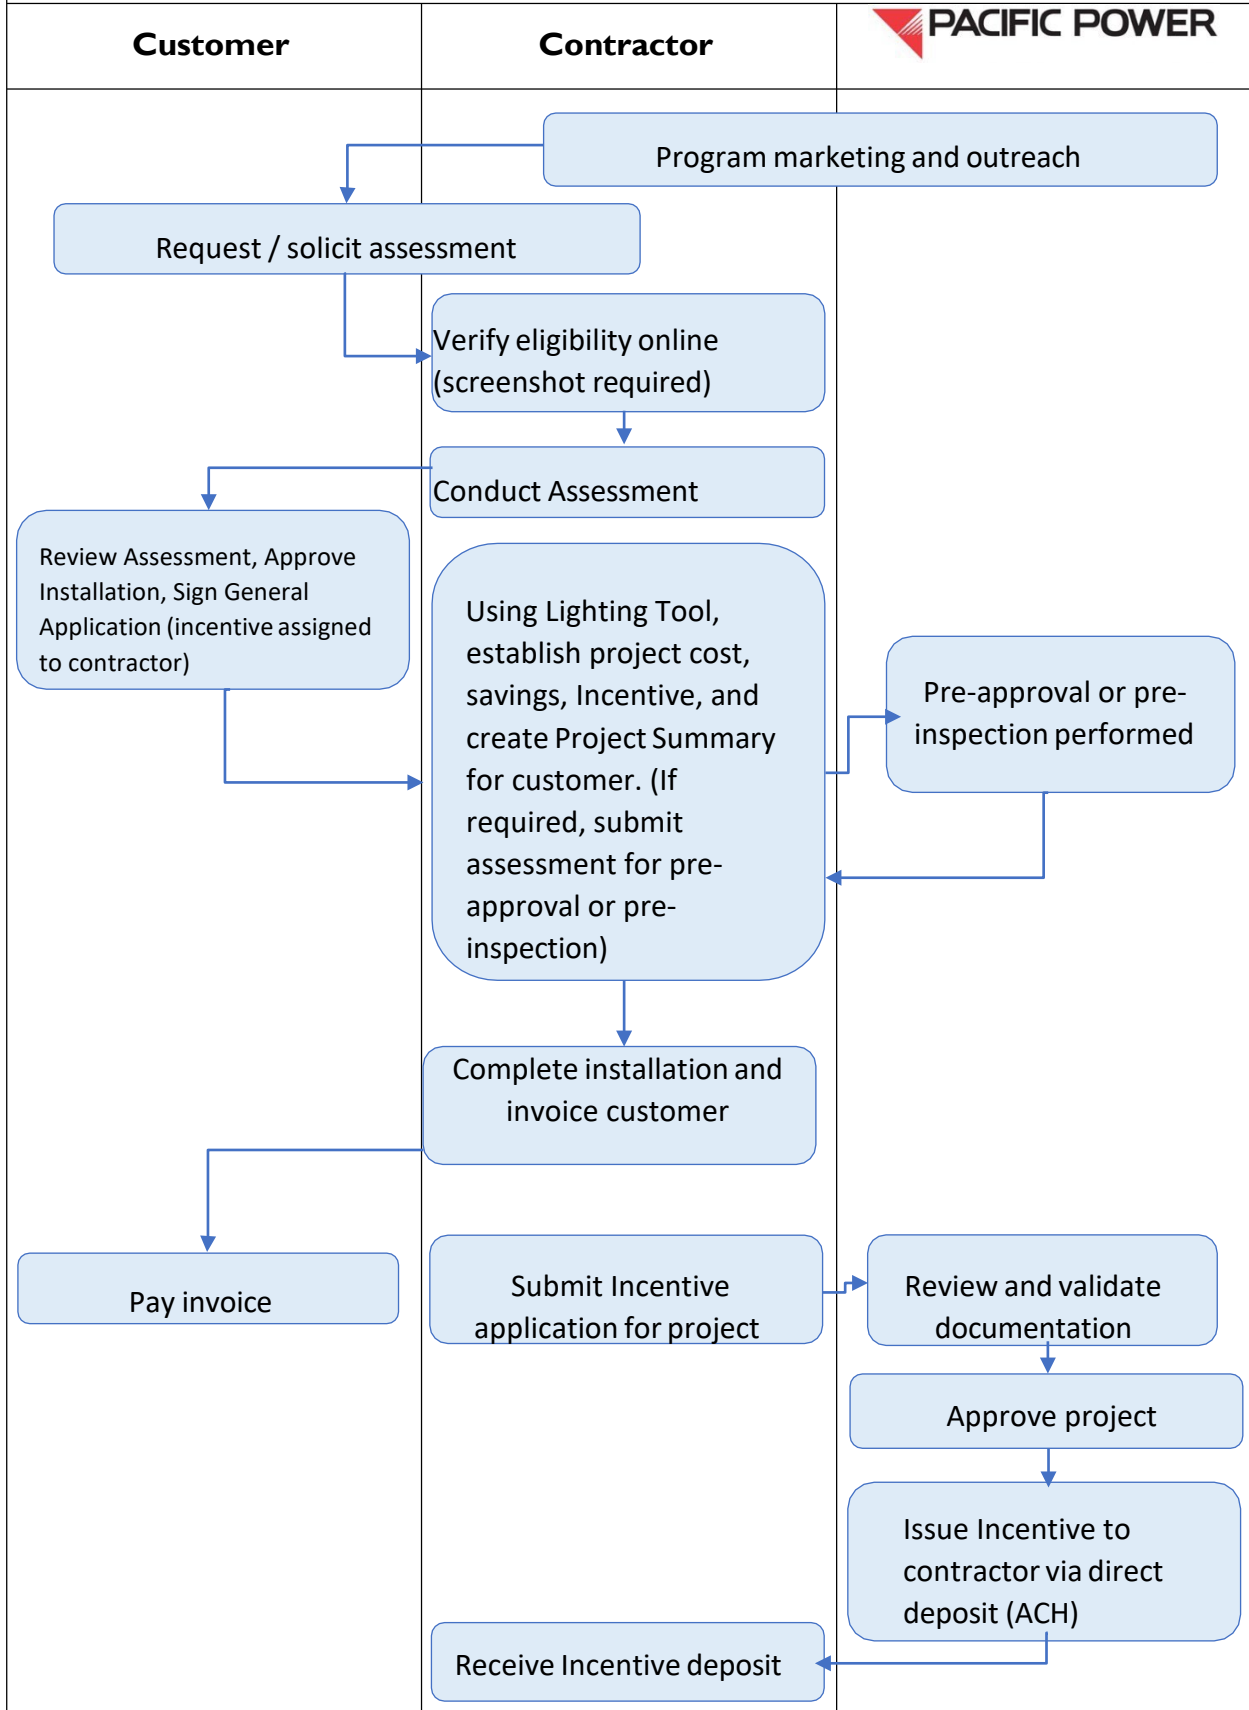 Customer
Contractor
PACIFIC POWER
Program marketing and outreach
Request / solicit assessment
Verify eligibility online
(screenshot required)
Conduct Assessment
Review Assessment, Approve
Installation, Sign General
Application (incentive assigned
to contractor)
Using Lighting Tool,
establish project cost,
savings, Incentive, and
create Project Summary
for customer. (If
required, submit
assessment for pre-
approval or pre-
inspection)
Pre-approval or pre-
inspection performed
Complete installation and
invoice customer
Pay invoice
Submit Incentive
application for project
Review and validate
documentation
Approve project
Issue Incentive to
contractor via direct
deposit (ACH)
Receive Incentive deposit